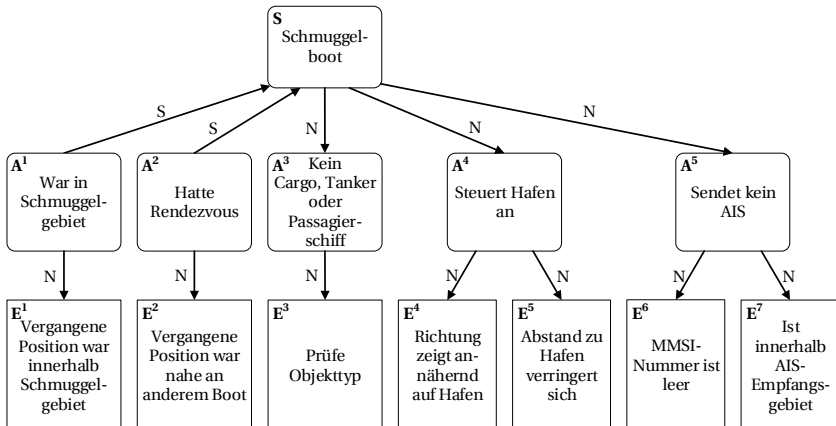 S
Schmuggel-
boot
S
S
N
N
N
A1
War in
Schmuggel-
gebiet
A2
Hatte
Rendezvous
A3
Kein
Cargo, Tanker
oder
Passagier-
schiff
A4
Steuert Hafen
an
A5
Sendet kein
AIS
N
N
N
N
N
N
N
E1
Vergangene
Position war
innerhalb
Schmuggel-
gebiet
E2
Vergangene
Position war
nahe an
anderem Boot
E3
Prüfe
Objekttyp
E4
Richtung
zeigt an-
nähernd
auf Hafen
E5
Abstand zu
Hafen
verringert
sich
E6
MMSI-
Nummer ist
leer
E7
Ist
innerhalb
AIS-
Empfangs-
gebiet